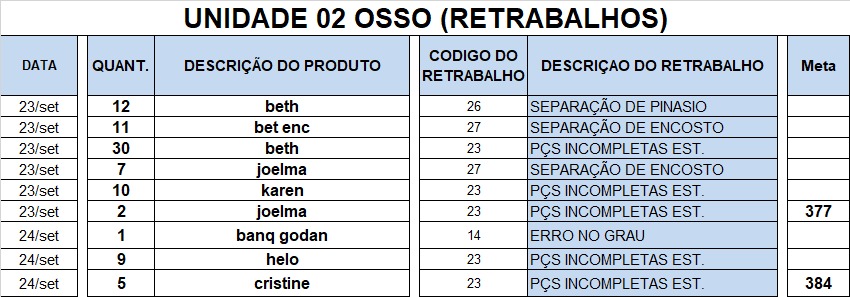 UNIDADE 02 OSSO (RETRABALHOS)
DATA QUANT. DESCRIÇÃO DO PRODUTO CODIGO DO RETRABALHO DESCRIÇAO DO RETRABALHO Meta
23/set 12 beth 26 SEPARAÇÃO DE PINASIO
23/set 11 bet enc 27 SEPARAÇÃO DE ENCOSTO
23/set 30 beth 23 PÇS INCOMPLETAS EST.
23/set 7 joelma 27 SEPARAÇÃO DE ENCOSTO
23/set 10 karen 23 PÇS INCOMPLETAS EST.
23/set 2 joelma 23 PÇS INCOMPLETAS EST. 377
24/set 1 banq godan 14 ERRO NO GRAU
24/set 9 helo 23 PÇS INCOMPLETAS EST.
24/set 5 cristine 23 PÇS INCOMPLETAS EST. 384